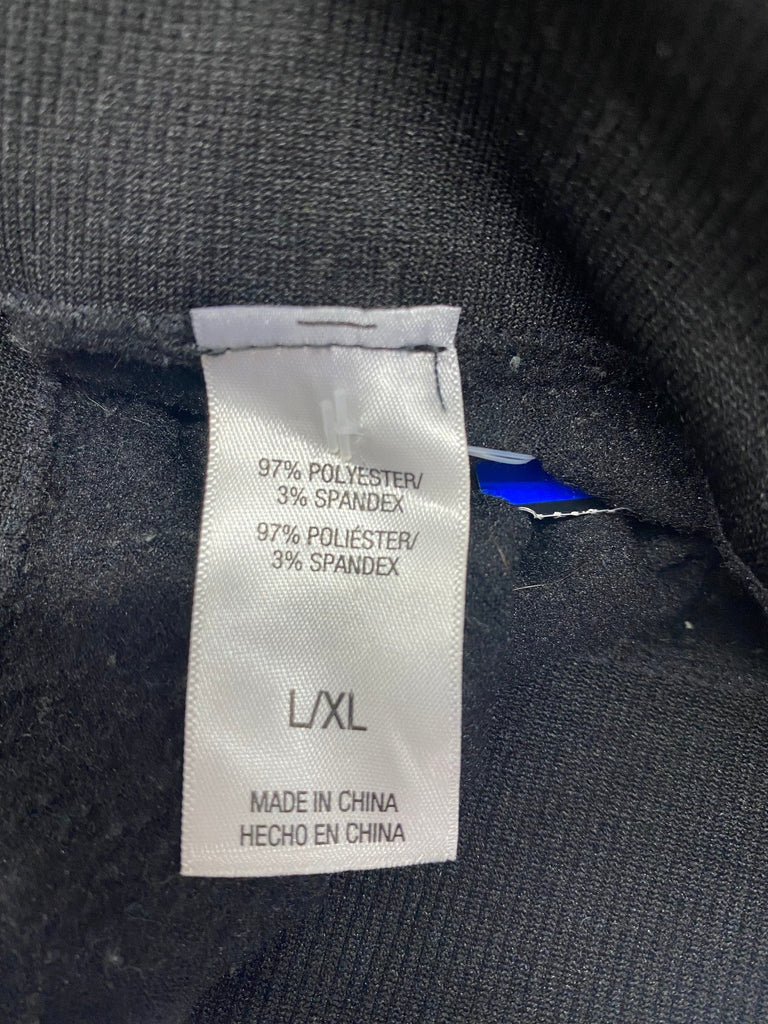 97% POLYESTER/
3% SPANDEX
97% POLIÉSTER/
3% SPANDEX
L/XL
MADE IN CHINA
HECHO EN CHINA